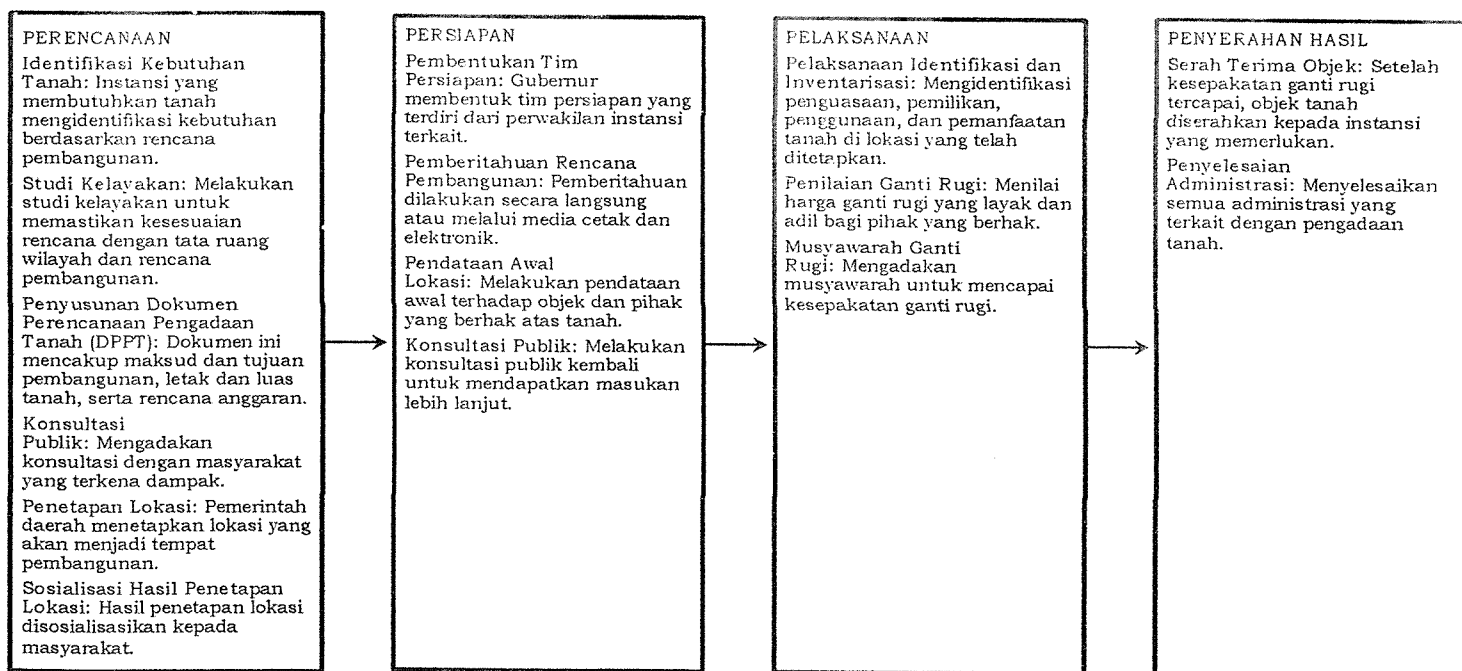 PERENCANAAN
Identifikasi Kebutuhan
Tanah: Instansi yang
membutuhkan tanah
mengidentifikasi kebutuhan
berdasarkan rencana
pembangunan.
Studi Kelayakan: Melakukan
studi kelayakan untuk
memastikan kesesuaian
rencana dengan tata ruang
wilayah dan rencana
pembangunan.
Penyusunan Dokumen
Perencanaan Pengadaan
Tanah (DPPT): Dokumen ini
mencakup maksud dan tujuan
pembangunan, letak dan luas
tanah, serta rencana anggaran.
Konsultasi
Publik: Mengadakan
konsultasi dengan masyarakat
yang terkena dampak.
Penetapan Lokasi: Pemerintah
daerah menetapkan lokasi yang
akan menjadi tempat
pembangunan.
Sosialisasi Hasil Penetapan
Lokasi: Hasil penetapan lokasi
disosialisasikan kepada
masyarakat.
PERSIAPAN
Pembentukan Tim
Persiapan: Gubernur
membentuk tim persiapan yang
terdiri dari perwakilan instansi
terkait.
Pemberitahuan Rencana
Pembangunan: Pemberitahuan
dilakukan secara langsung
atau melalui media cetak dan
elektronik.
Pendataan Awal
Lokasi: Melakukan pendataan
awal terhadap objek dan pihak
yang berhak atas tanah.
Konsultasi Publik: Melakukan
konsultasi publik kembali
untuk mendapatkan masukan
lebih lanjut.
PELAKSANAAN
Pelaksanaan Identifikasi dan
Inventarisasi: Mengidentifikasi
penguasaan, pemilikan,
penggunaan, dan pemanfaatan
tanah di lokasi yang telah
ditetapkan.
Penilaian Ganti Rugi: Menilai
harga ganti rugi yang layak dan
adil bagi pihak yang berhak.
Musyawarah Ganti
Rugi: Mengadakan
musyawarah untuk mencapai
kesepakatan ganti rugi.
PENYERAHAN HASIL
Serah Terima Objek: Setelah
kesepakatan ganti rugi
tercapai, objek tanah
diserahkan kepada instansi
yang memerlukan.
Penyelesaian
Administrasi: Menyelesaikan
semua administrasi yang
terkait dengan pengadaan
tanah.